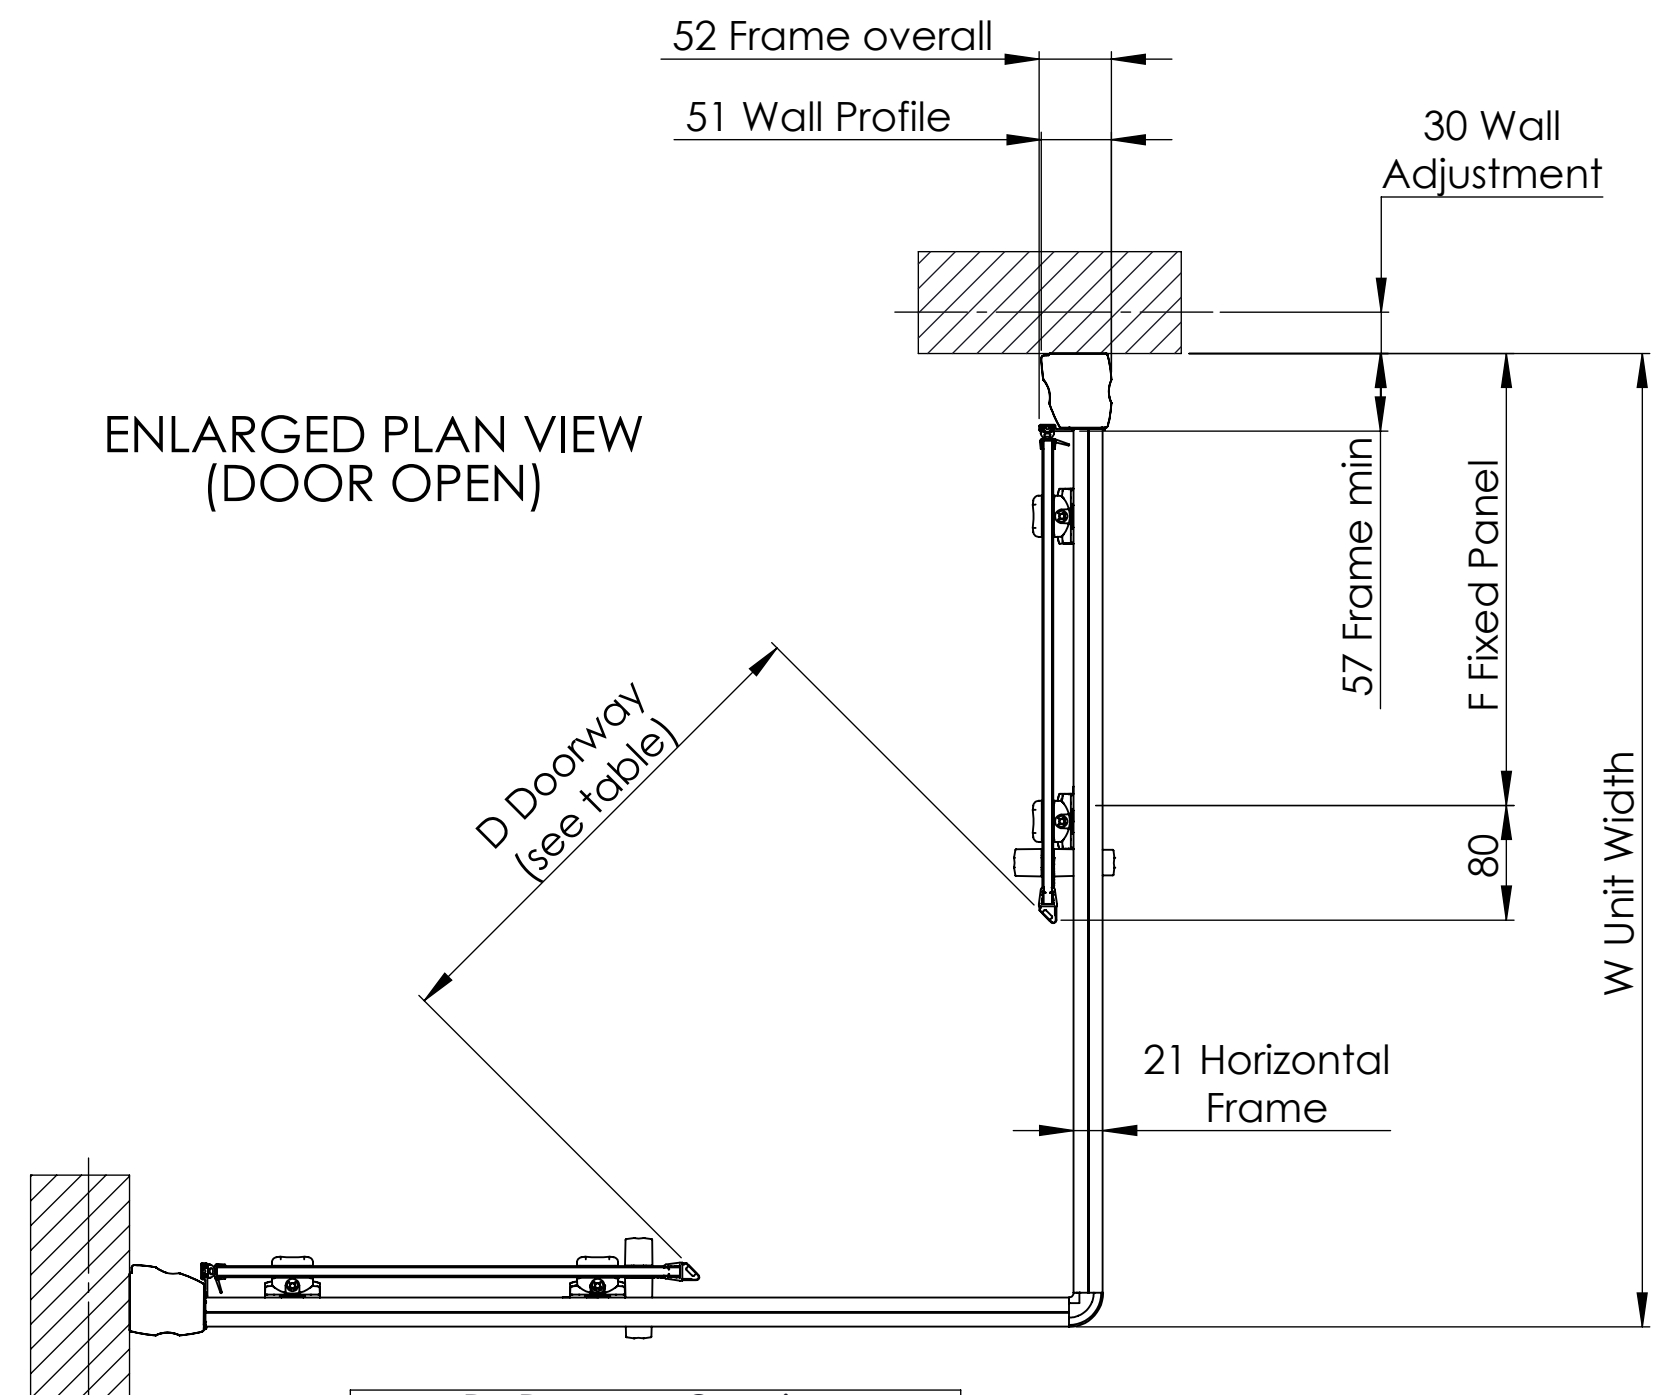 52 Frame overall
51 Wall Profile
30 Wall
Adjustment
ENLARGED PLAN VIEW
(DOOR OPEN)
57 Frame min
F Fixed Panel
D Doorway
(see table)
80
W Unit Width
21 Horizontal
Frame